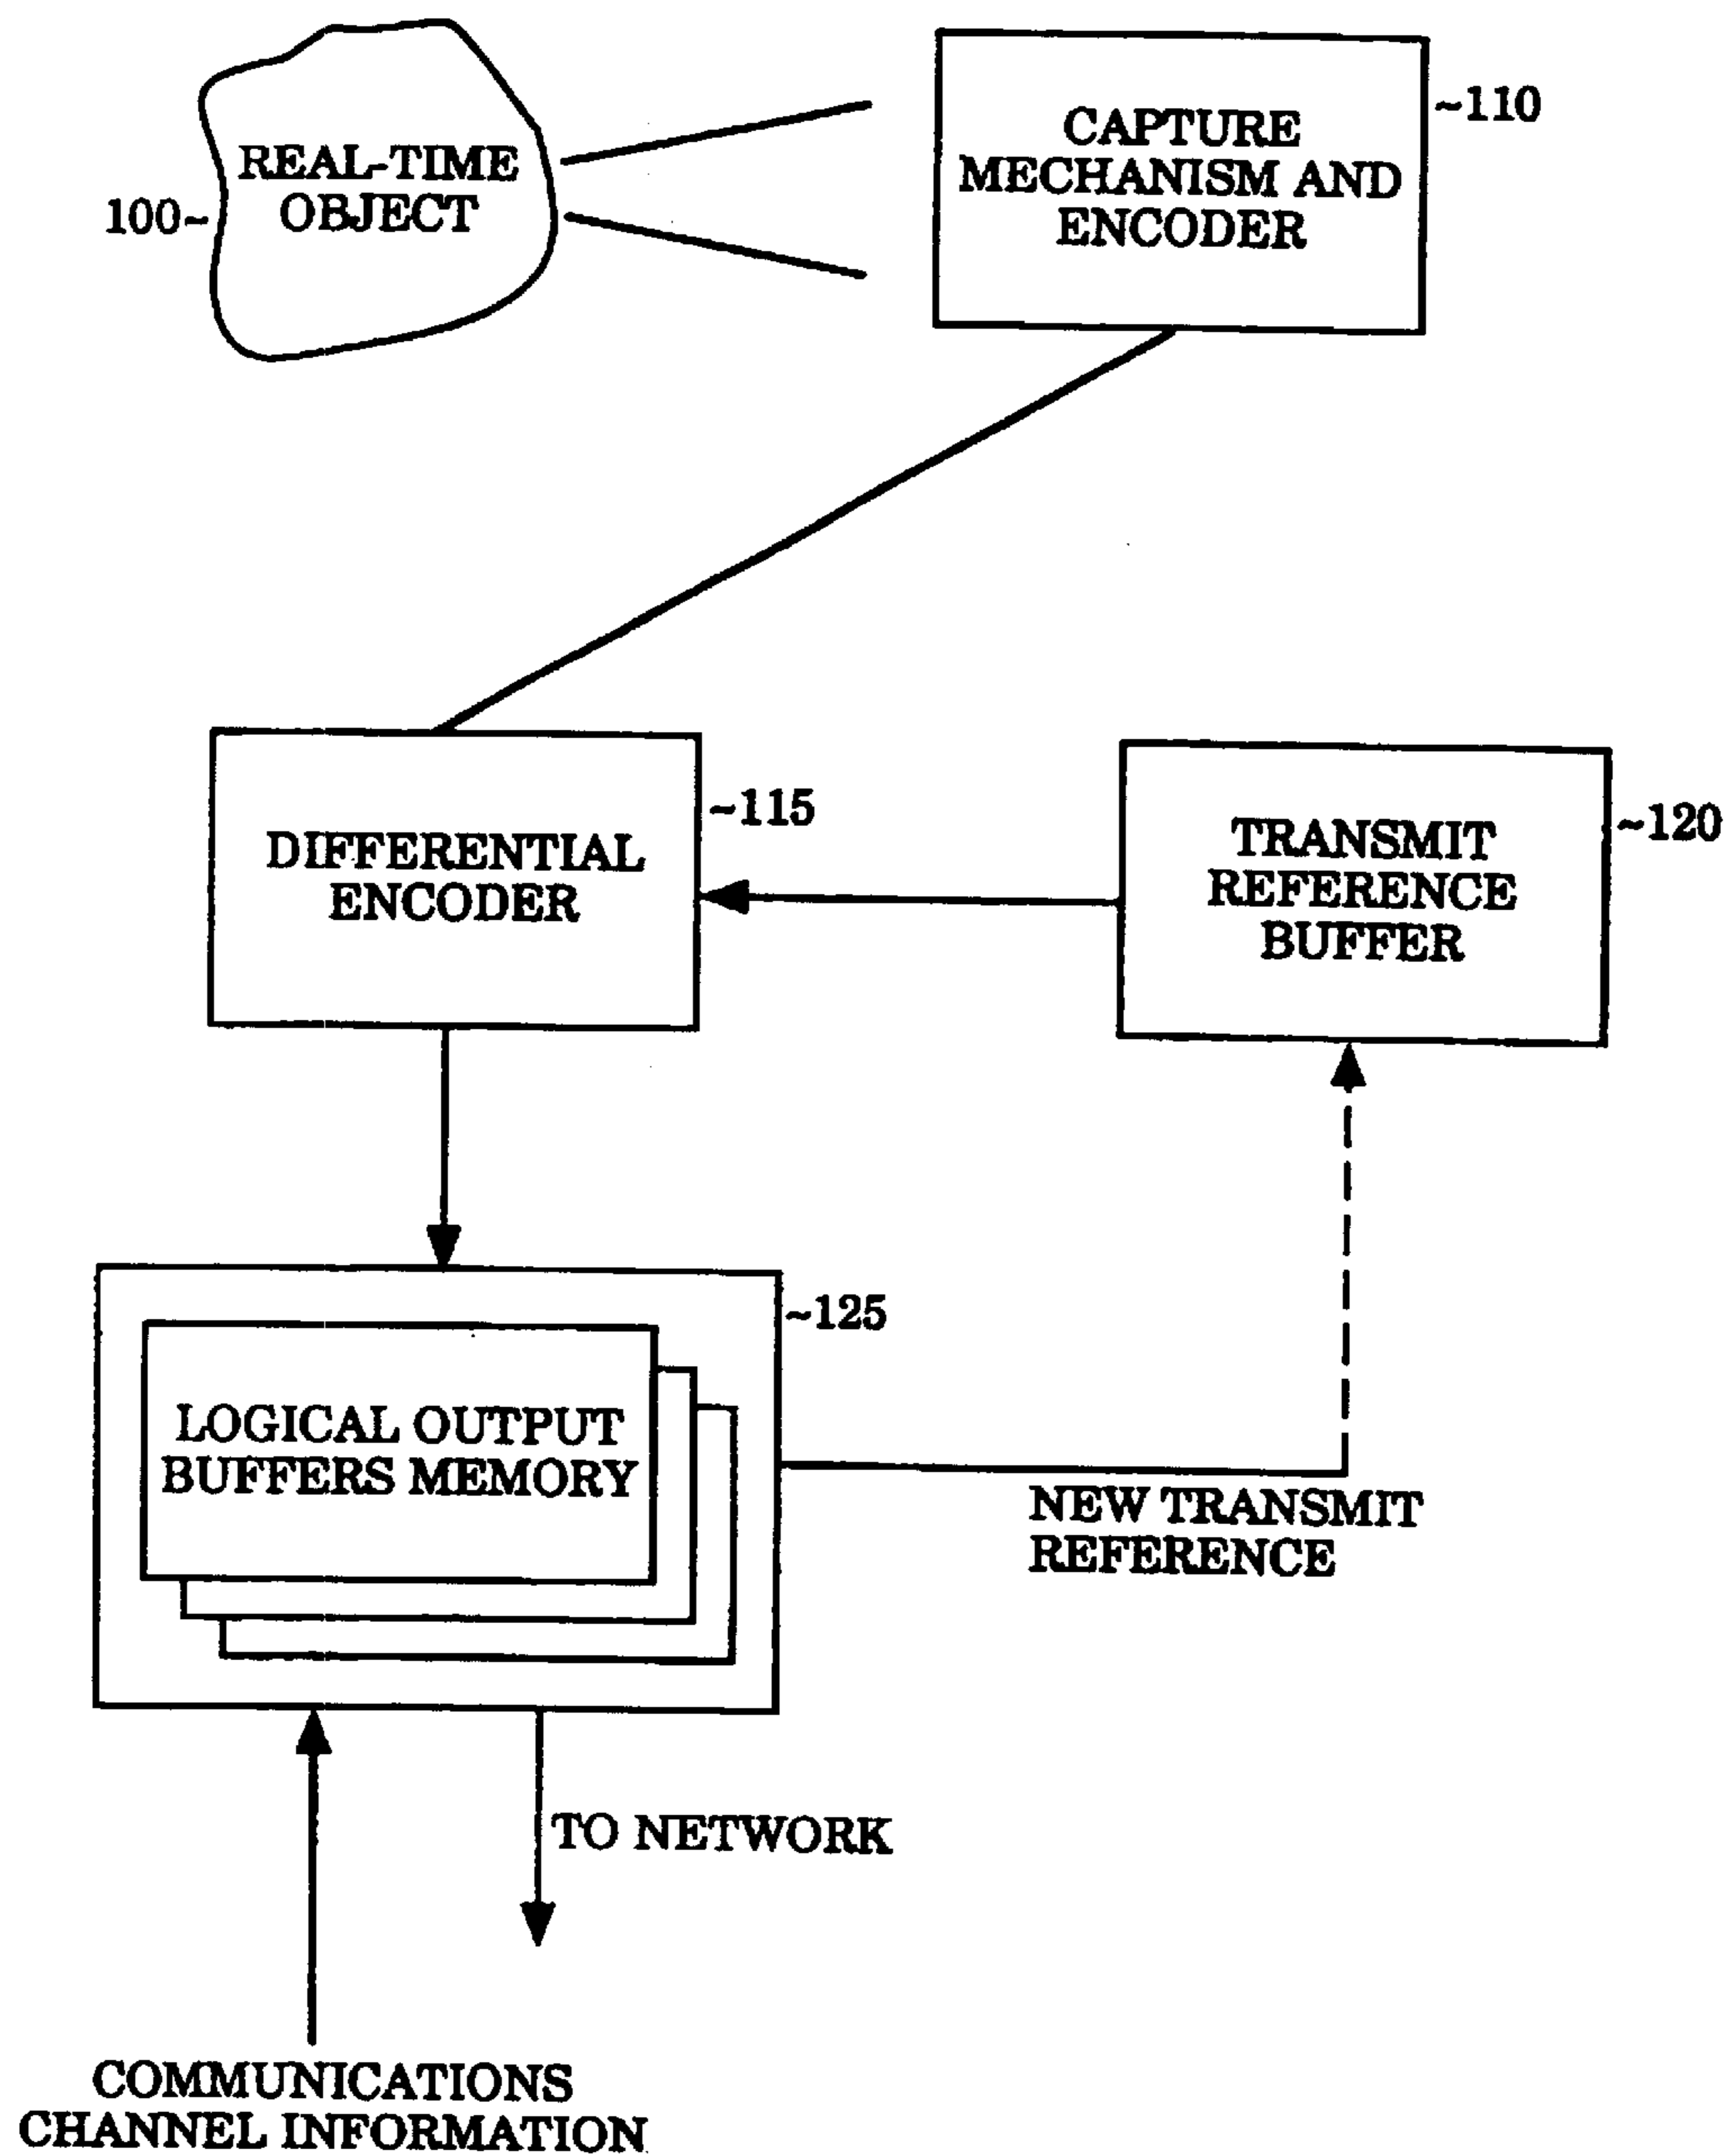 REAL-TIME
OBJECT
100~
CAPTURE
MECHANISM AND
ENCODER
~110
DIFFERENTIAL
ENCODER
~115
TRANSMIT
REFERENCE
BUFFER
~120
LOGICAL OUTPUT
BUFFERS MEMORY
~125
NEW TRANSMIT
REFERENCE
TO NETWORK
COMMUNICATIONS
CHANNEL INFORMATION